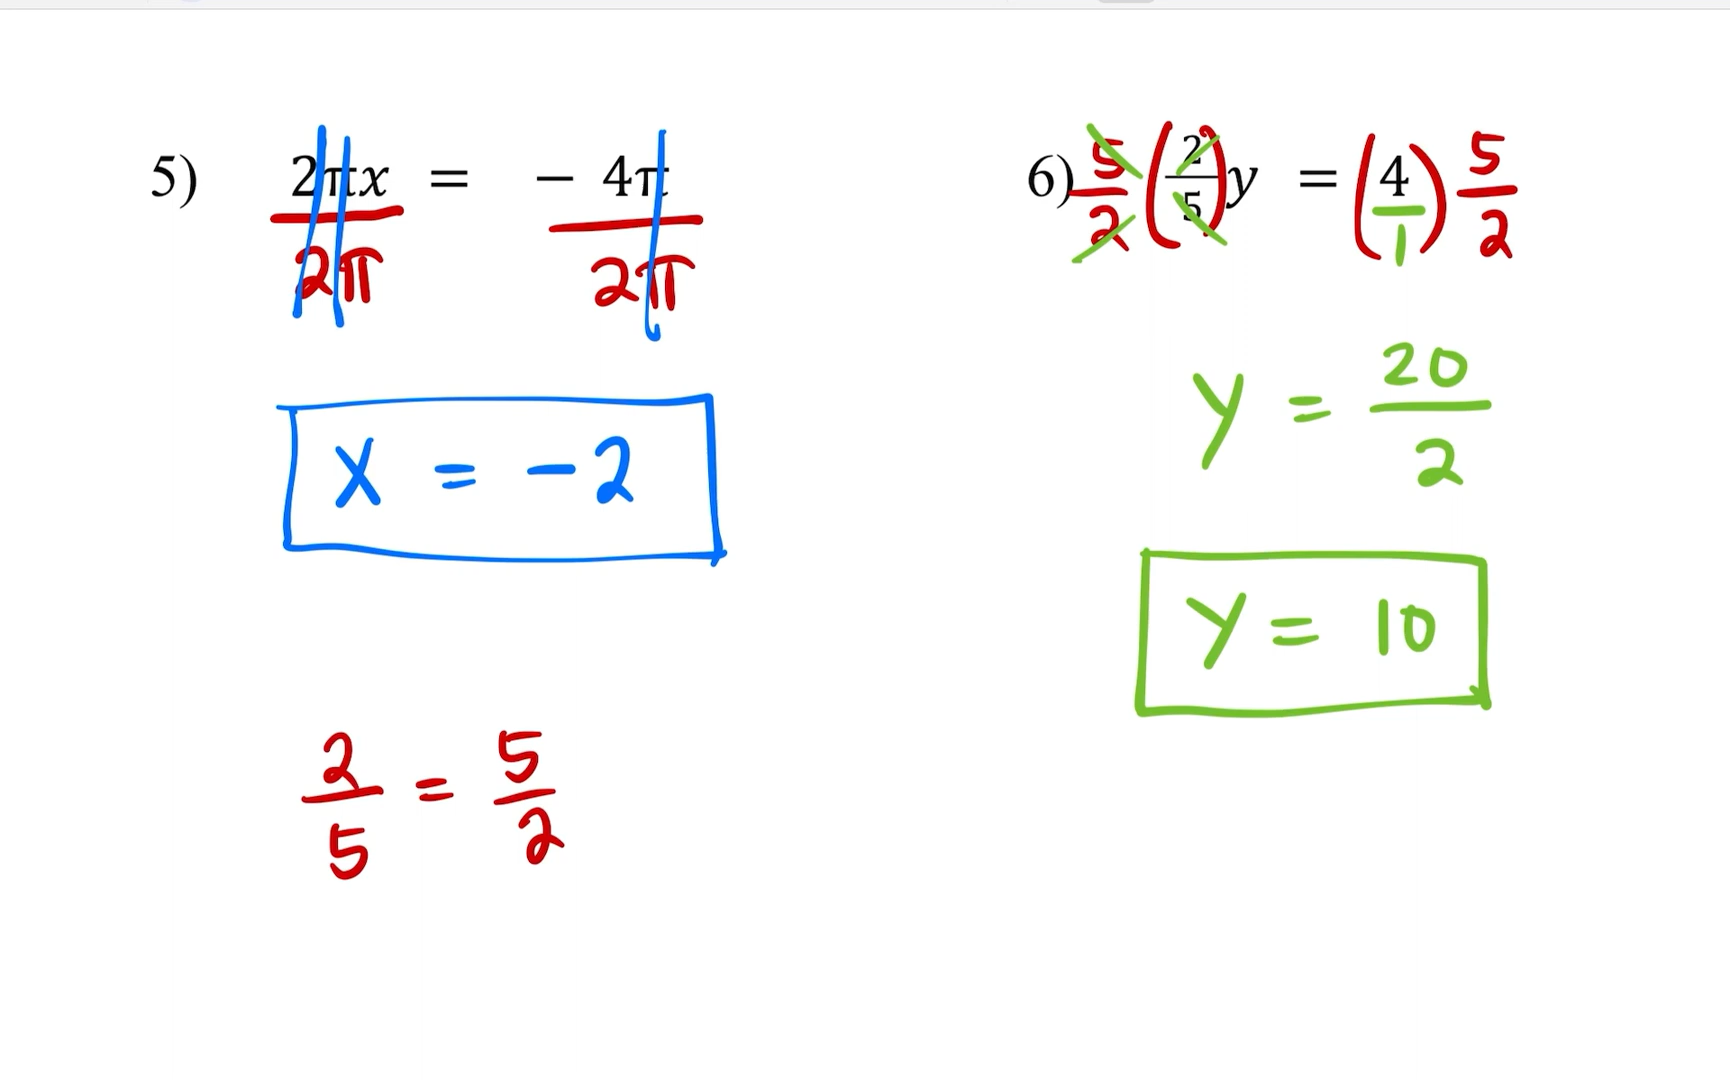 5) 2πx / 2π = - 4π / 2π
x = -2
2/5 = 5/2
6) 5/2 (2/5) y = (4/1) 5/2
y = 20/2
y = 10